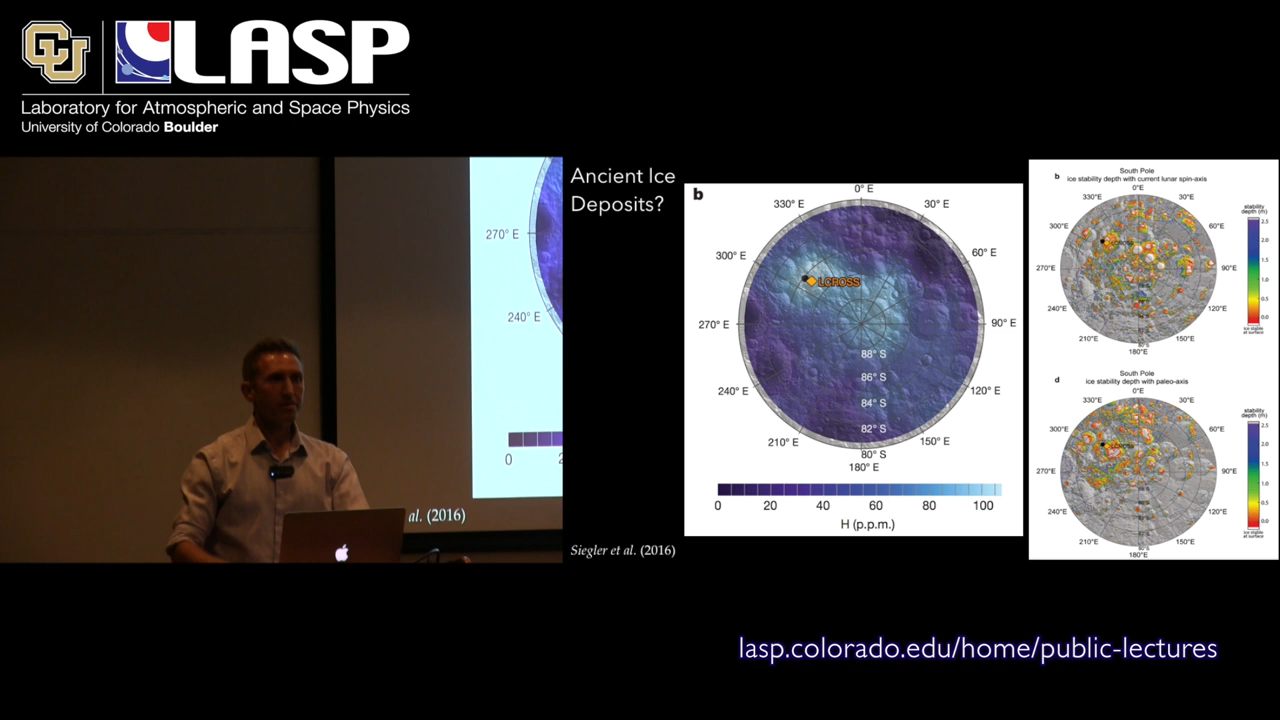 CU
LASP
Laboratory for Atmospheric and Space Physics
University of Colorado Boulder
270° E
240° E
0
al. (2016)
Ancient Ice
Deposits?
Siegler et al. (2016)
b
0° E
330° E
30° E
300° E
60° E
LCROSS
270° E
90° E
88° S
86° S
240° E
120° E
84° S
82° S
210° E
150° E
80° S
180° E
0 20 40 60 80 100
H (p.p.m.)
b
South Pole
ice stability depth with current lunar spin-axis
0°E
330°E
30°E
300°E
60°E
LCROSS
270°E
90°E
240°E
120°E
210°E
150°E
180°E
stability
depth (m)
2.5
2.0
1.5
1.0
0.5
0.0
ice stable
at surface
d
South Pole
ice stability depth with paleo-axis
0°E
330°E
30°E
300°E
60°E
LCROSS
270°E
90°E
240°E
120°E
210°E
150°E
180°E
stability
depth (m)
2.5
2.0
1.5
1.0
0.5
0.0
ice stable
at surface
lasp.colorado.edu/home/public-lectures